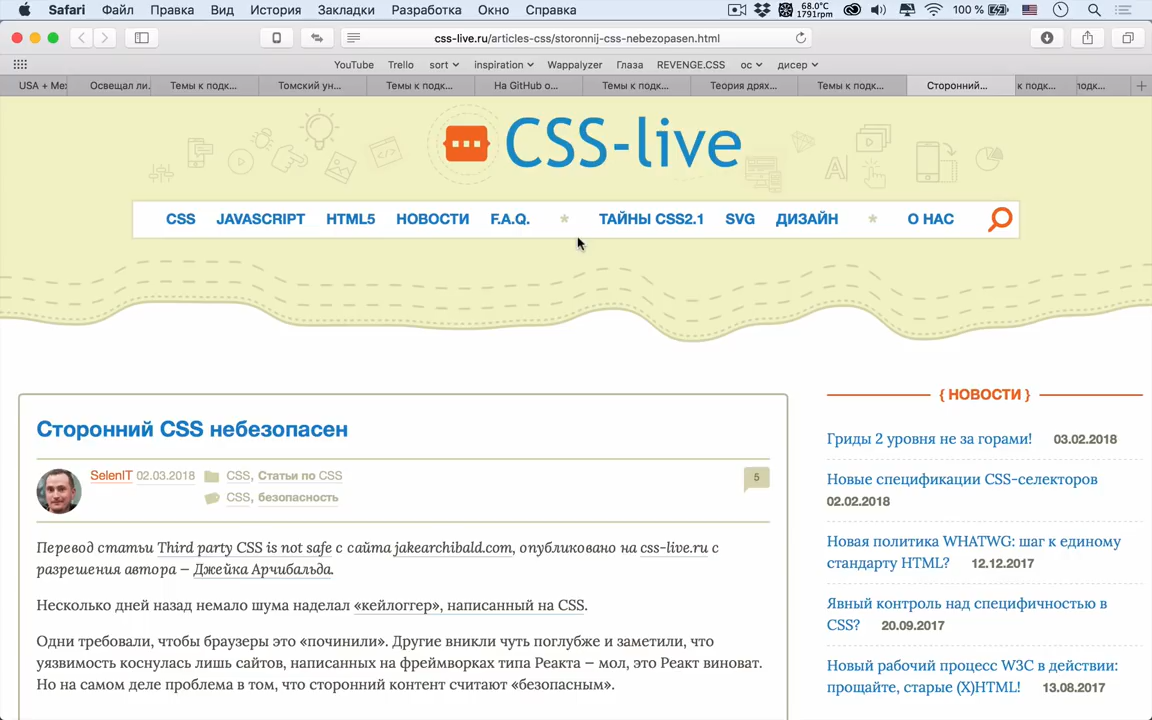 Safari Файл Правка Вид История Закладки Разработка Окно Справка 68.0°C 1791rpm 100 %
css-live.ru/articles-css/storonnij-css-nebezopasen.html
YouTube Trello sort inspiration Wappalyzer Глаза REVENGE.CSS ос дисер
USA + Mex Освещал ли. Темы к подк... Томский ун... Темы к подк... На GitHub о... Темы к подк... Теория дрях... Темы к подк... Сторонний... к подк... подк...
CSS-live
CSS JAVASCRIPT HTML5 НОВОСТИ F.A.Q. * ТАЙНЫ CSS2.1 SVG ДИЗАЙН * О НАС
Сторонний CSS небезопасен
SelenIT 02.03.2018 CSS, Статьи по CSS 5
CSS, безопасность
Перевод статьи Third party CSS is not safe с сайта jakearchibald.com, опубликовано на css-live.ru с
разрешения автора — Джейка Арчибальда.
Несколько дней назад немало шума наделал «кейлоггер», написанный на CSS.
Одни требовали, чтобы браузеры это «починили». Другие вникли чуть поглубже и заметили, что
уязвимость коснулась лишь сайтов, написанных на фреймворках типа Реакта — мол, это Реакт виноват.
Но на самом деле проблема в том, что сторонний контент считают «безопасным».
{ НОВОСТИ }
Гриды 2 уровня не за горами! 03.02.2018
Новые спецификации CSS-селекторов
02.02.2018
Новая политика WHATWG: шаг к единому
стандарту HTML? 12.12.2017
Явный контроль над специфичностью в
CSS? 20.09.2017
Новый рабочий процесс W3C в действии:
прощайте, старые (X)HTML! 13.08.2017